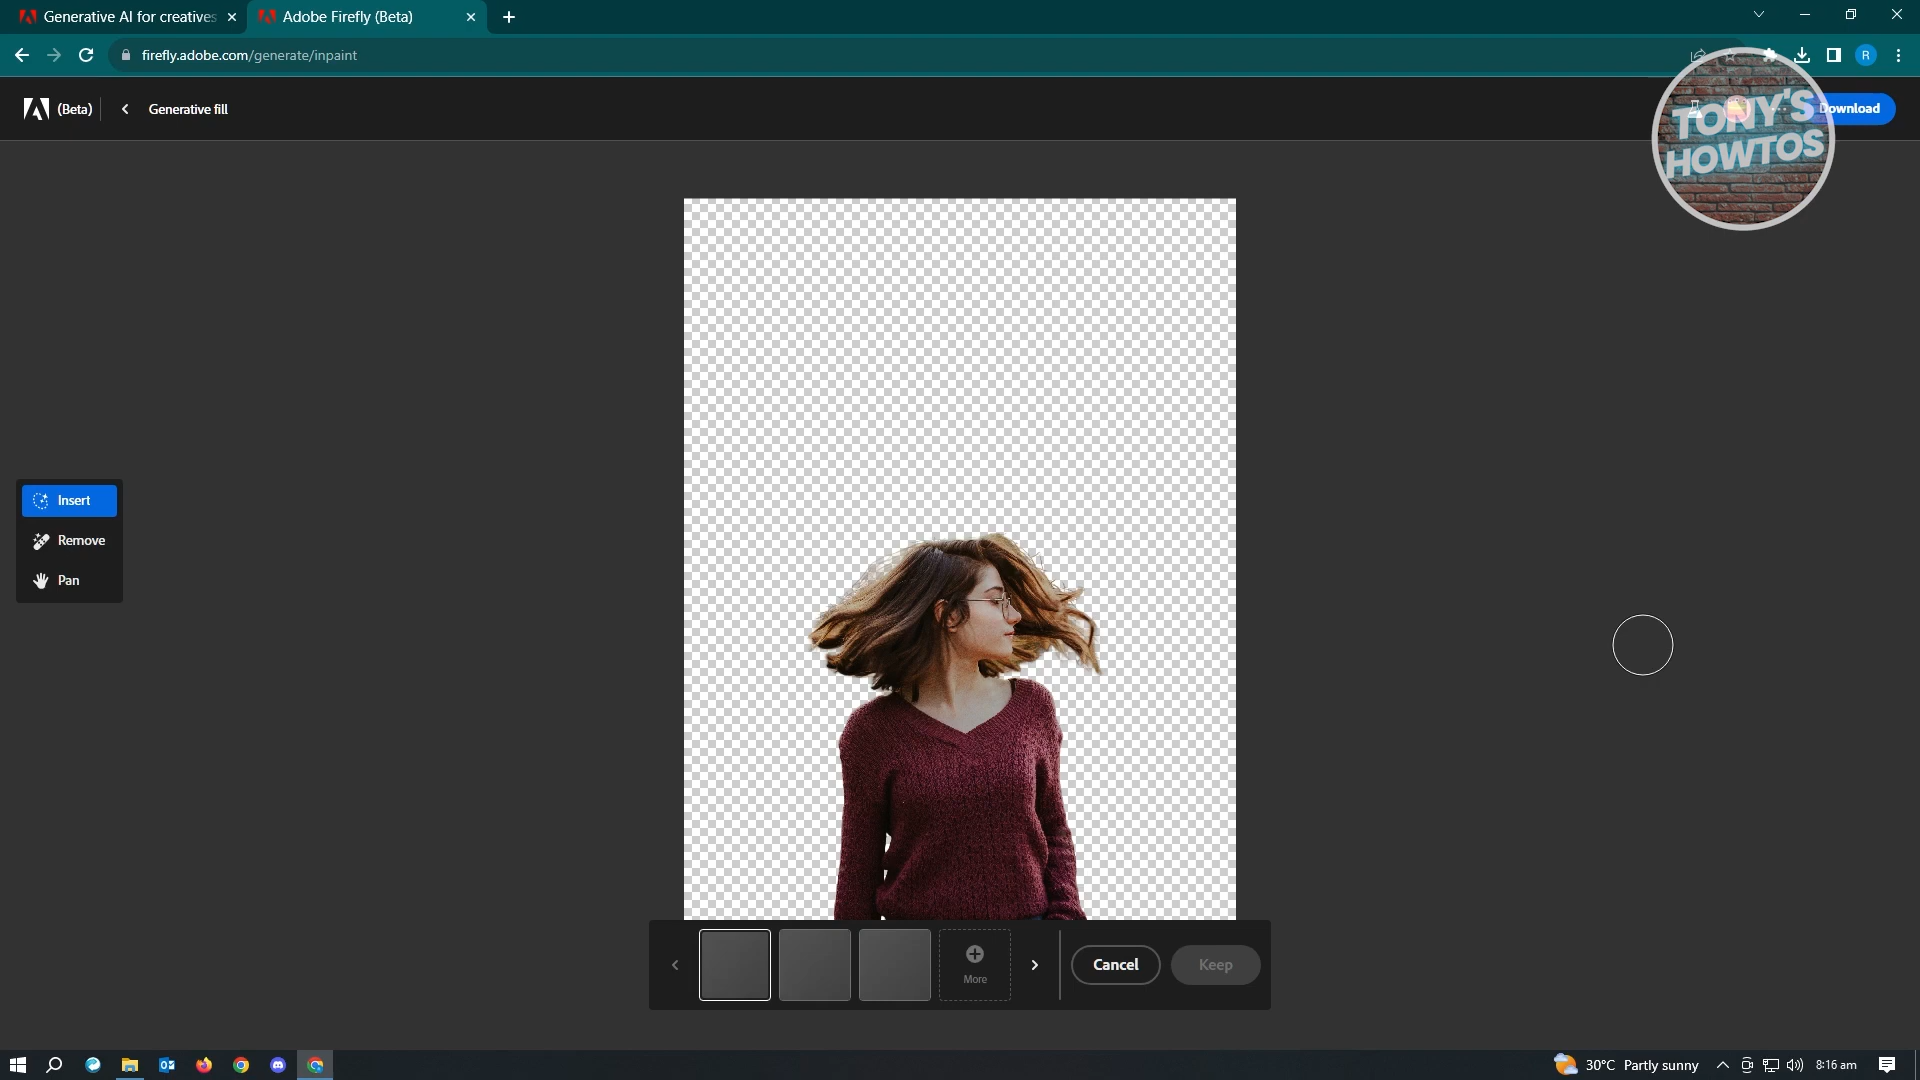 Generative AI for creatives
Adobe Firefly (Beta)
firefly.adobe.com/generate/inpaint
R
(Beta)
Generative fill
Download
TONY'S
HOWTOS
Insert
Remove
Pan
More
Cancel
Keep
30°C Partly sunny
8:16 am